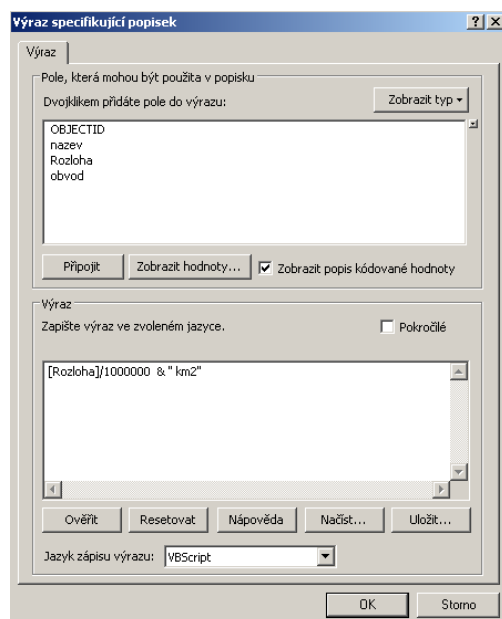 Výraz specifikující popisek
Výraz
Pole, která mohou být použita v popisku
Dvojklikem přidáte pole do výrazu:
Zobrazit typ
OBJECTID
nazev
Rozloha
obvod
Připojit
Zobrazit hodnoty...
Zobrazit popis kódované hodnoty
Výraz
Zapište výraz ve zvoleném jazyce.
Pokročilé
[Rozloha]/1000000 & " km2"
Ověřit
Resetovat
Nápověda
Načíst...
Uložit...
Jazyk zápisu výrazu:
VBScript
OK
Storno